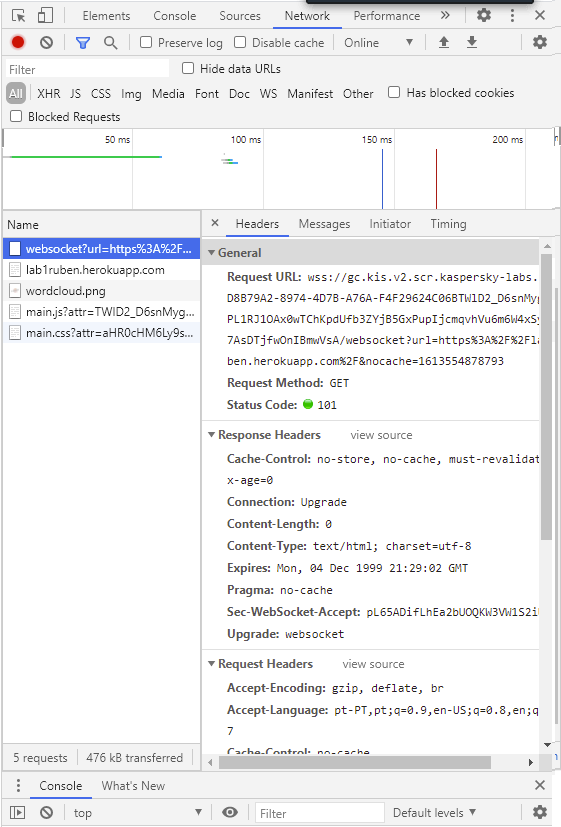 Elements Console Sources Network Performance »
Preserve log Disable cache Online
Filter Hide data URLs
All XHR JS CSS Img Media Font Doc WS Manifest Other Has blocked cookies
Blocked Requests
50 ms 100 ms 150 ms 200 ms
Name
websocket?url=https%3A%2F...
lab1ruben.herokuapp.com
wordcloud.png
main.js?attr=TWlD2_D6snMyg...
main.css?attr=aHR0cHM6Ly9s...
5 requests 476 kB transferred
Headers Messages Initiator Timing
General
Request URL: wss://gc.kis.v2.scr.kaspersky-labs.
D8B79A2-8974-4D7B-A76A-F4F29624C06BTWlD2_D6snMyg
PL1RJ1OAx0wTChKpdUfb3ZYjB5GxPupIjcmqvhVu6m6W4xSy
7AsDTjfwOnIBmwVsA/websocket?url=https%3A%2F%2Fla
ben.herokuapp.com%2F&nocache=1613554878793
Request Method: GET
Status Code: 101
Response Headers view source
Cache-Control: no-store, no-cache, must-revalidat
x-age=0
Connection: Upgrade
Content-Length: 0
Content-Type: text/html; charset=utf-8
Expires: Mon, 04 Dec 1999 21:29:02 GMT
Pragma: no-cache
Sec-WebSocket-Accept: pL65ADifLhEa2bUOQKW3VW1S2iU
Upgrade: websocket
Request Headers view source
Accept-Encoding: gzip, deflate, br
Accept-Language: pt-PT,pt;q=0.9,en-US;q=0.8,en;q
7
Cache-Control: no-cache
Console What's New
top Filter Default levels